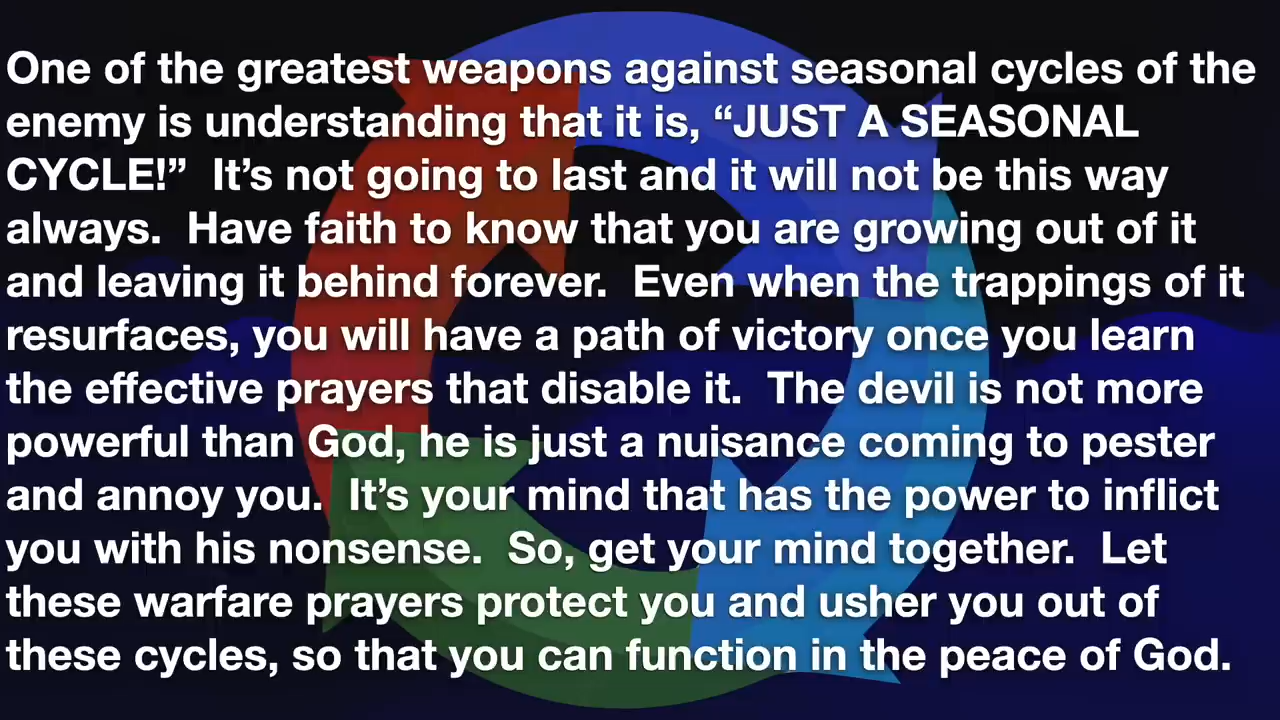 One of the greatest weapons against seasonal cycles of the
enemy is understanding that it is, “JUST A SEASONAL
CYCLE!”  It’s not going to last and it will not be this way
always.  Have faith to know that you are growing out of it
and leaving it behind forever.  Even when the trappings of it
resurfaces, you will have a path of victory once you learn
the effective prayers that disable it.  The devil is not more
powerful than God, he is just a nuisance coming to pester
and annoy you.  It’s your mind that has the power to inflict
you with his nonsense.  So, get your mind together.  Let
these warfare prayers protect you and usher you out of
these cycles, so that you can function in the peace of God.